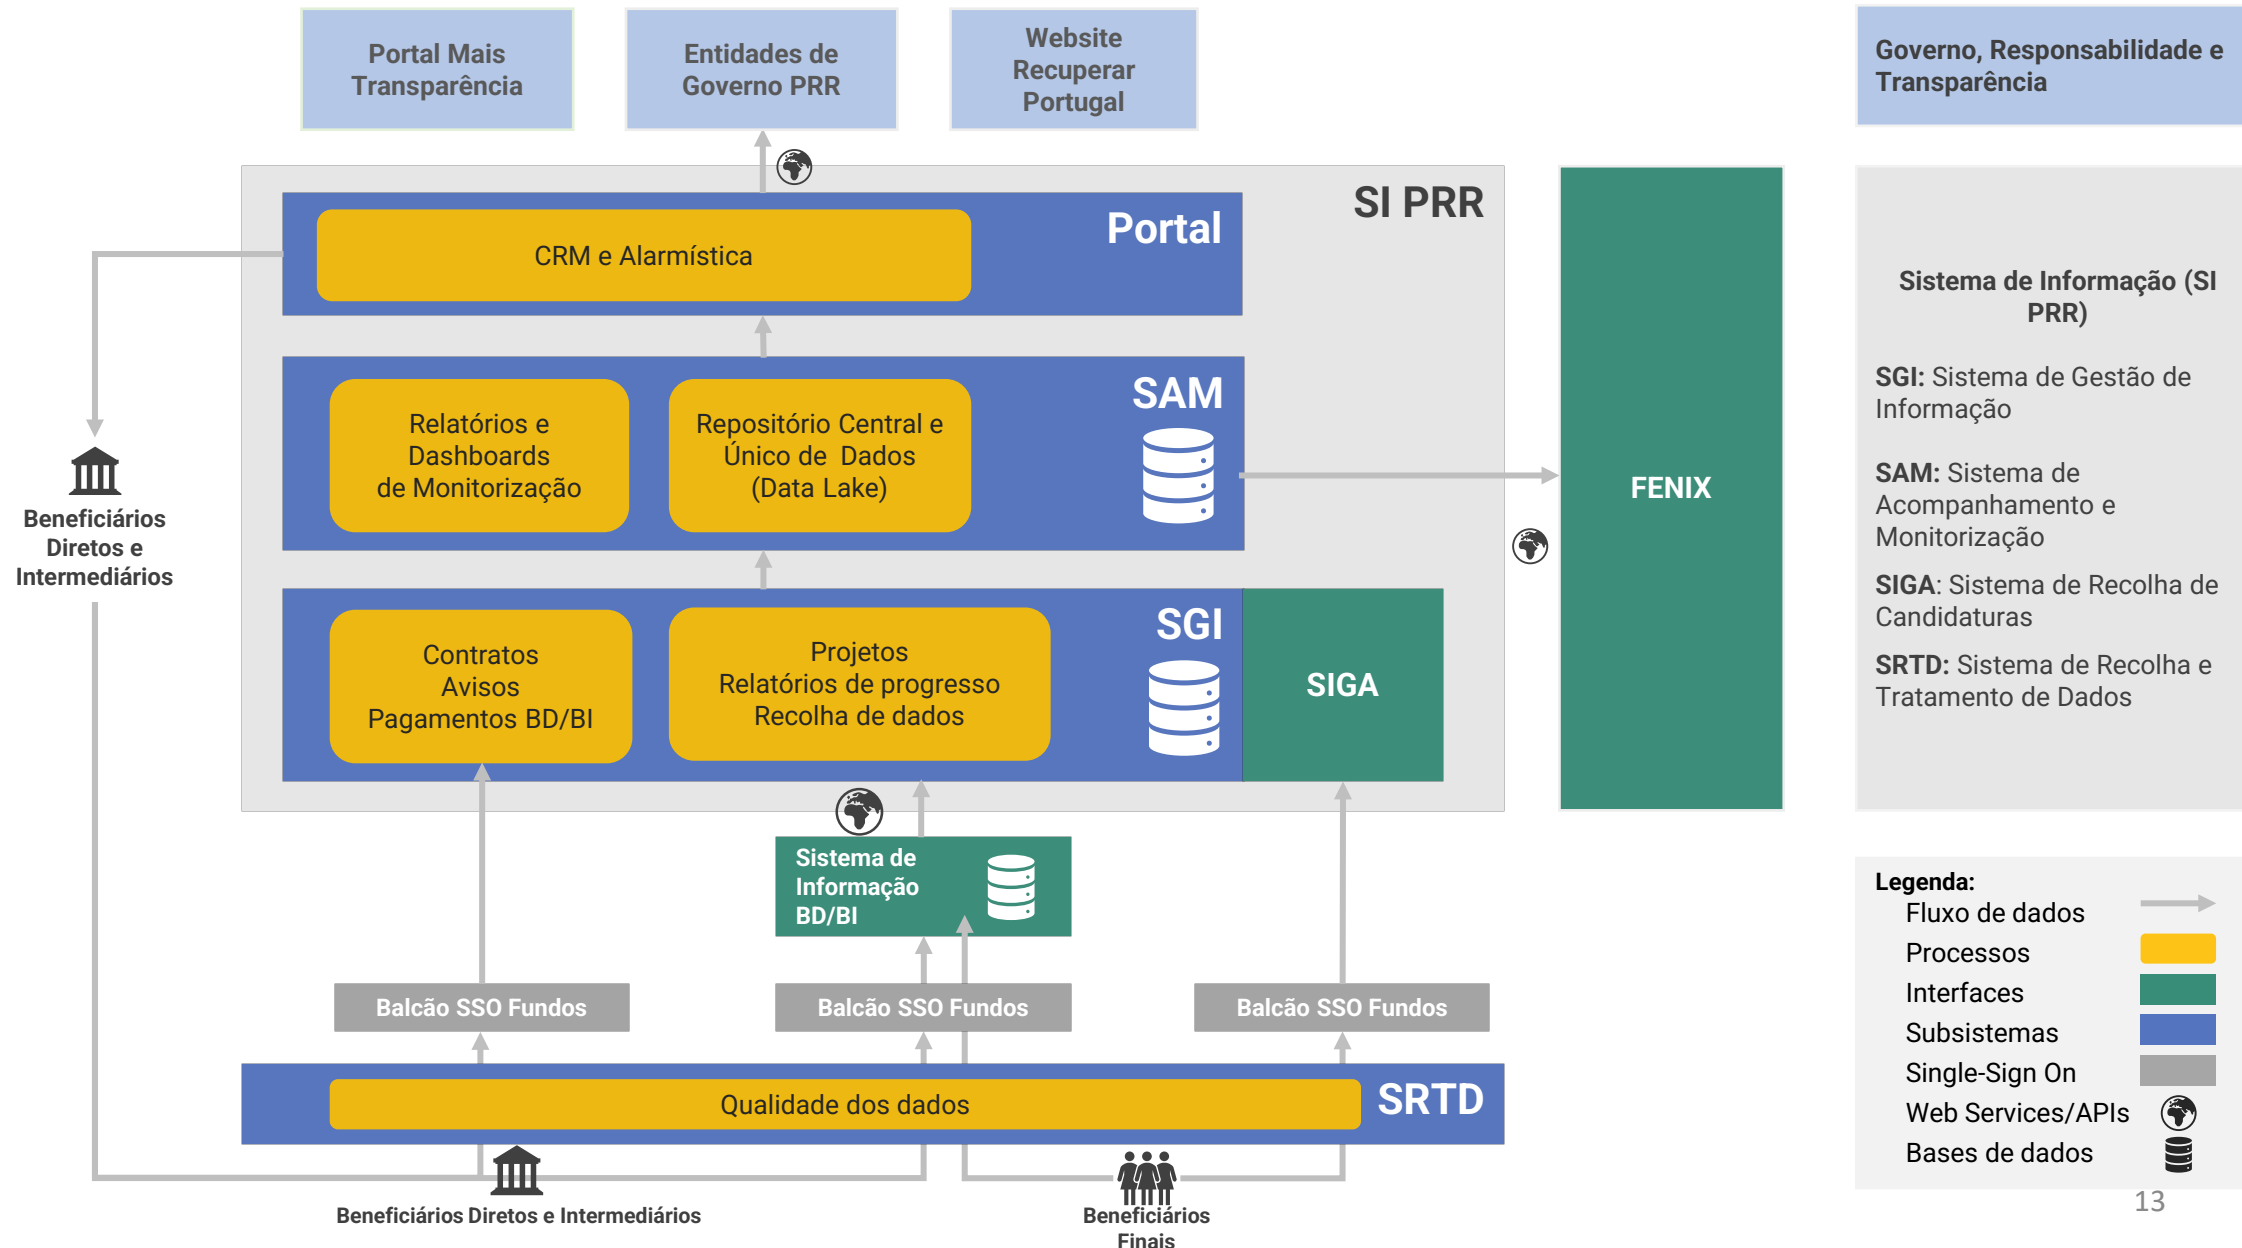 Portal Mais
Transparência
Entidades de
Governo PRR
Website
Recuperar
Portugal
Governo, Responsabilidade e
Transparência
SI PRR
Portal
CRM e Alarmística
SAM
Relatórios e
Dashboards
de Monitorização
Repositório Central e
Único de Dados
(Data Lake)
FENIX
Beneficiários
Diretos e
Intermediários
SGI
Contratos
Avisos
Pagamentos BD/BI
Projetos
Relatórios de progresso
Recolha de dados
SIGA
Sistema de
Informação
BD/BI
Balcão SSO Fundos
Balcão SSO Fundos
Balcão SSO Fundos
SRTD
Qualidade dos dados
Beneficiários Diretos e Intermediários
Beneficiários
Finais
Sistema de Informação (SI
PRR)
SGI: Sistema de Gestão de
Informação
SAM: Sistema de
Acompanhamento e
Monitorização
SIGA: Sistema de Recolha de
Candidaturas
SRTD: Sistema de Recolha e
Tratamento de Dados
Legenda:
Fluxo de dados
Processos
Interfaces
Subsistemas
Single-Sign On
Web Services/APIs
Bases de dados
13